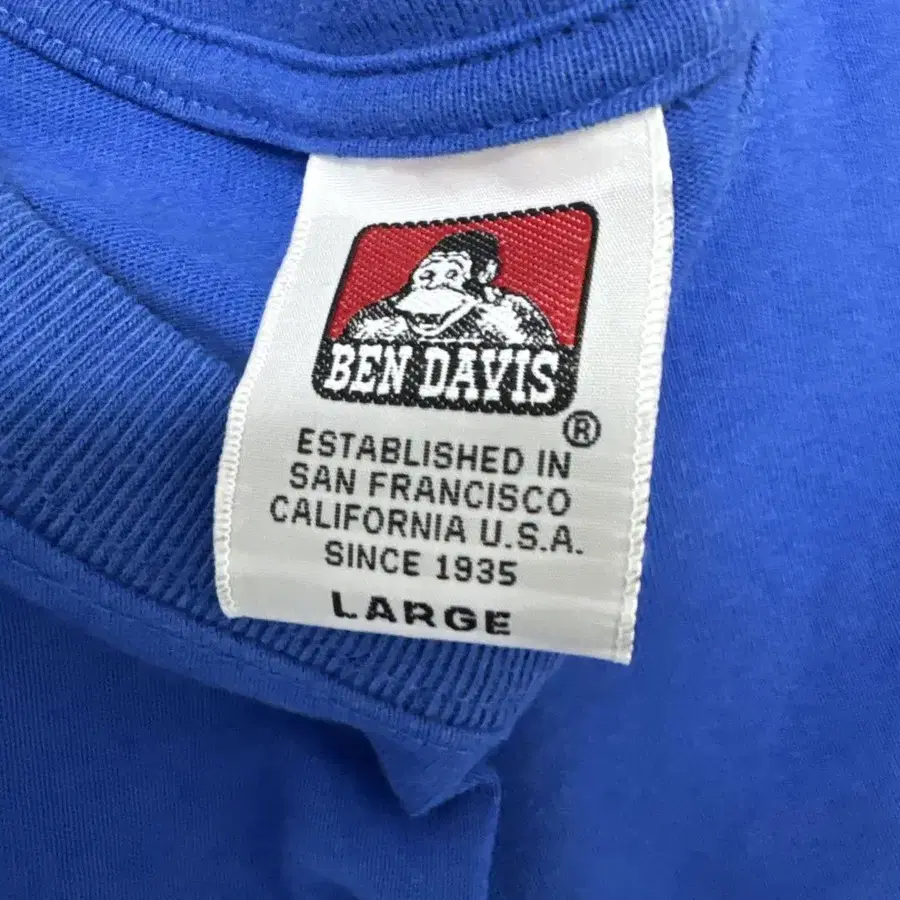 BEN DAVIS
®
ESTABLISHED IN
SAN FRANCISCO
CALIFORNIA U.S.A.
SINCE 1935
LARGE